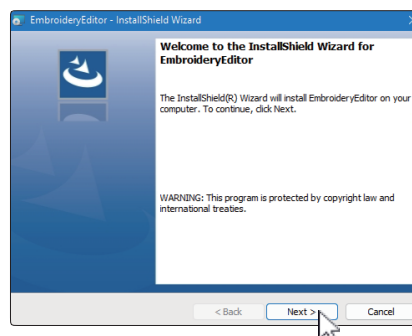 EmbroideryEditor - InstallShield Wizard
Welcome to the InstallShield Wizard for
EmbroideryEditor
The InstallShield(R) Wizard will install EmbroideryEditor on your
computer. To continue, click Next.
WARNING: This program is protected by copyright law and
international treaties.
< Back Next > Cancel